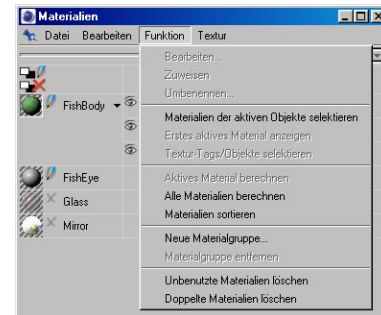 Materialien
Datei Bearbeiten Funktion Textur
Bearbeiten...
Zuweisen
Umbenennen...
FishBody
Materialien der aktiven Objekte selektieren
Erstes aktives Material anzeigen
Textur-Tags/Objekte selektieren
Aktives Material berechnen
FishEye
Alle Materialien berechnen
Glass
Materialien sortieren
Mirror
Neue Materialgruppe...
Materialgruppe entfernen
Unbenutzte Materialien löschen
Doppelte Materialien löschen